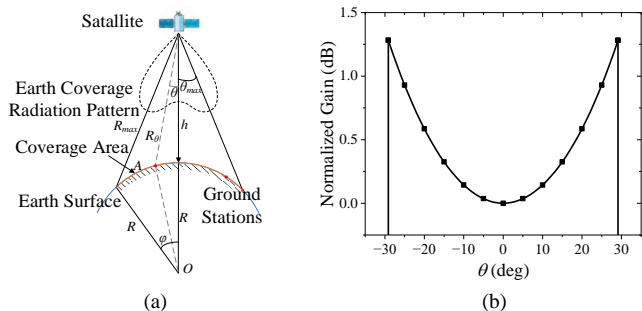 Satallite
θ
θmax
Earth Coverage
Radiation Pattern
Rmax
Rθ
h
Coverage Area
A
Earth Surface
Ground
Stations
R
R
φ
O
(a)
Normalized Gain (dB)
1.5
1.0
0.5
0.0
-30 -20 -10 0 10 20 30
θ (deg)
(b)